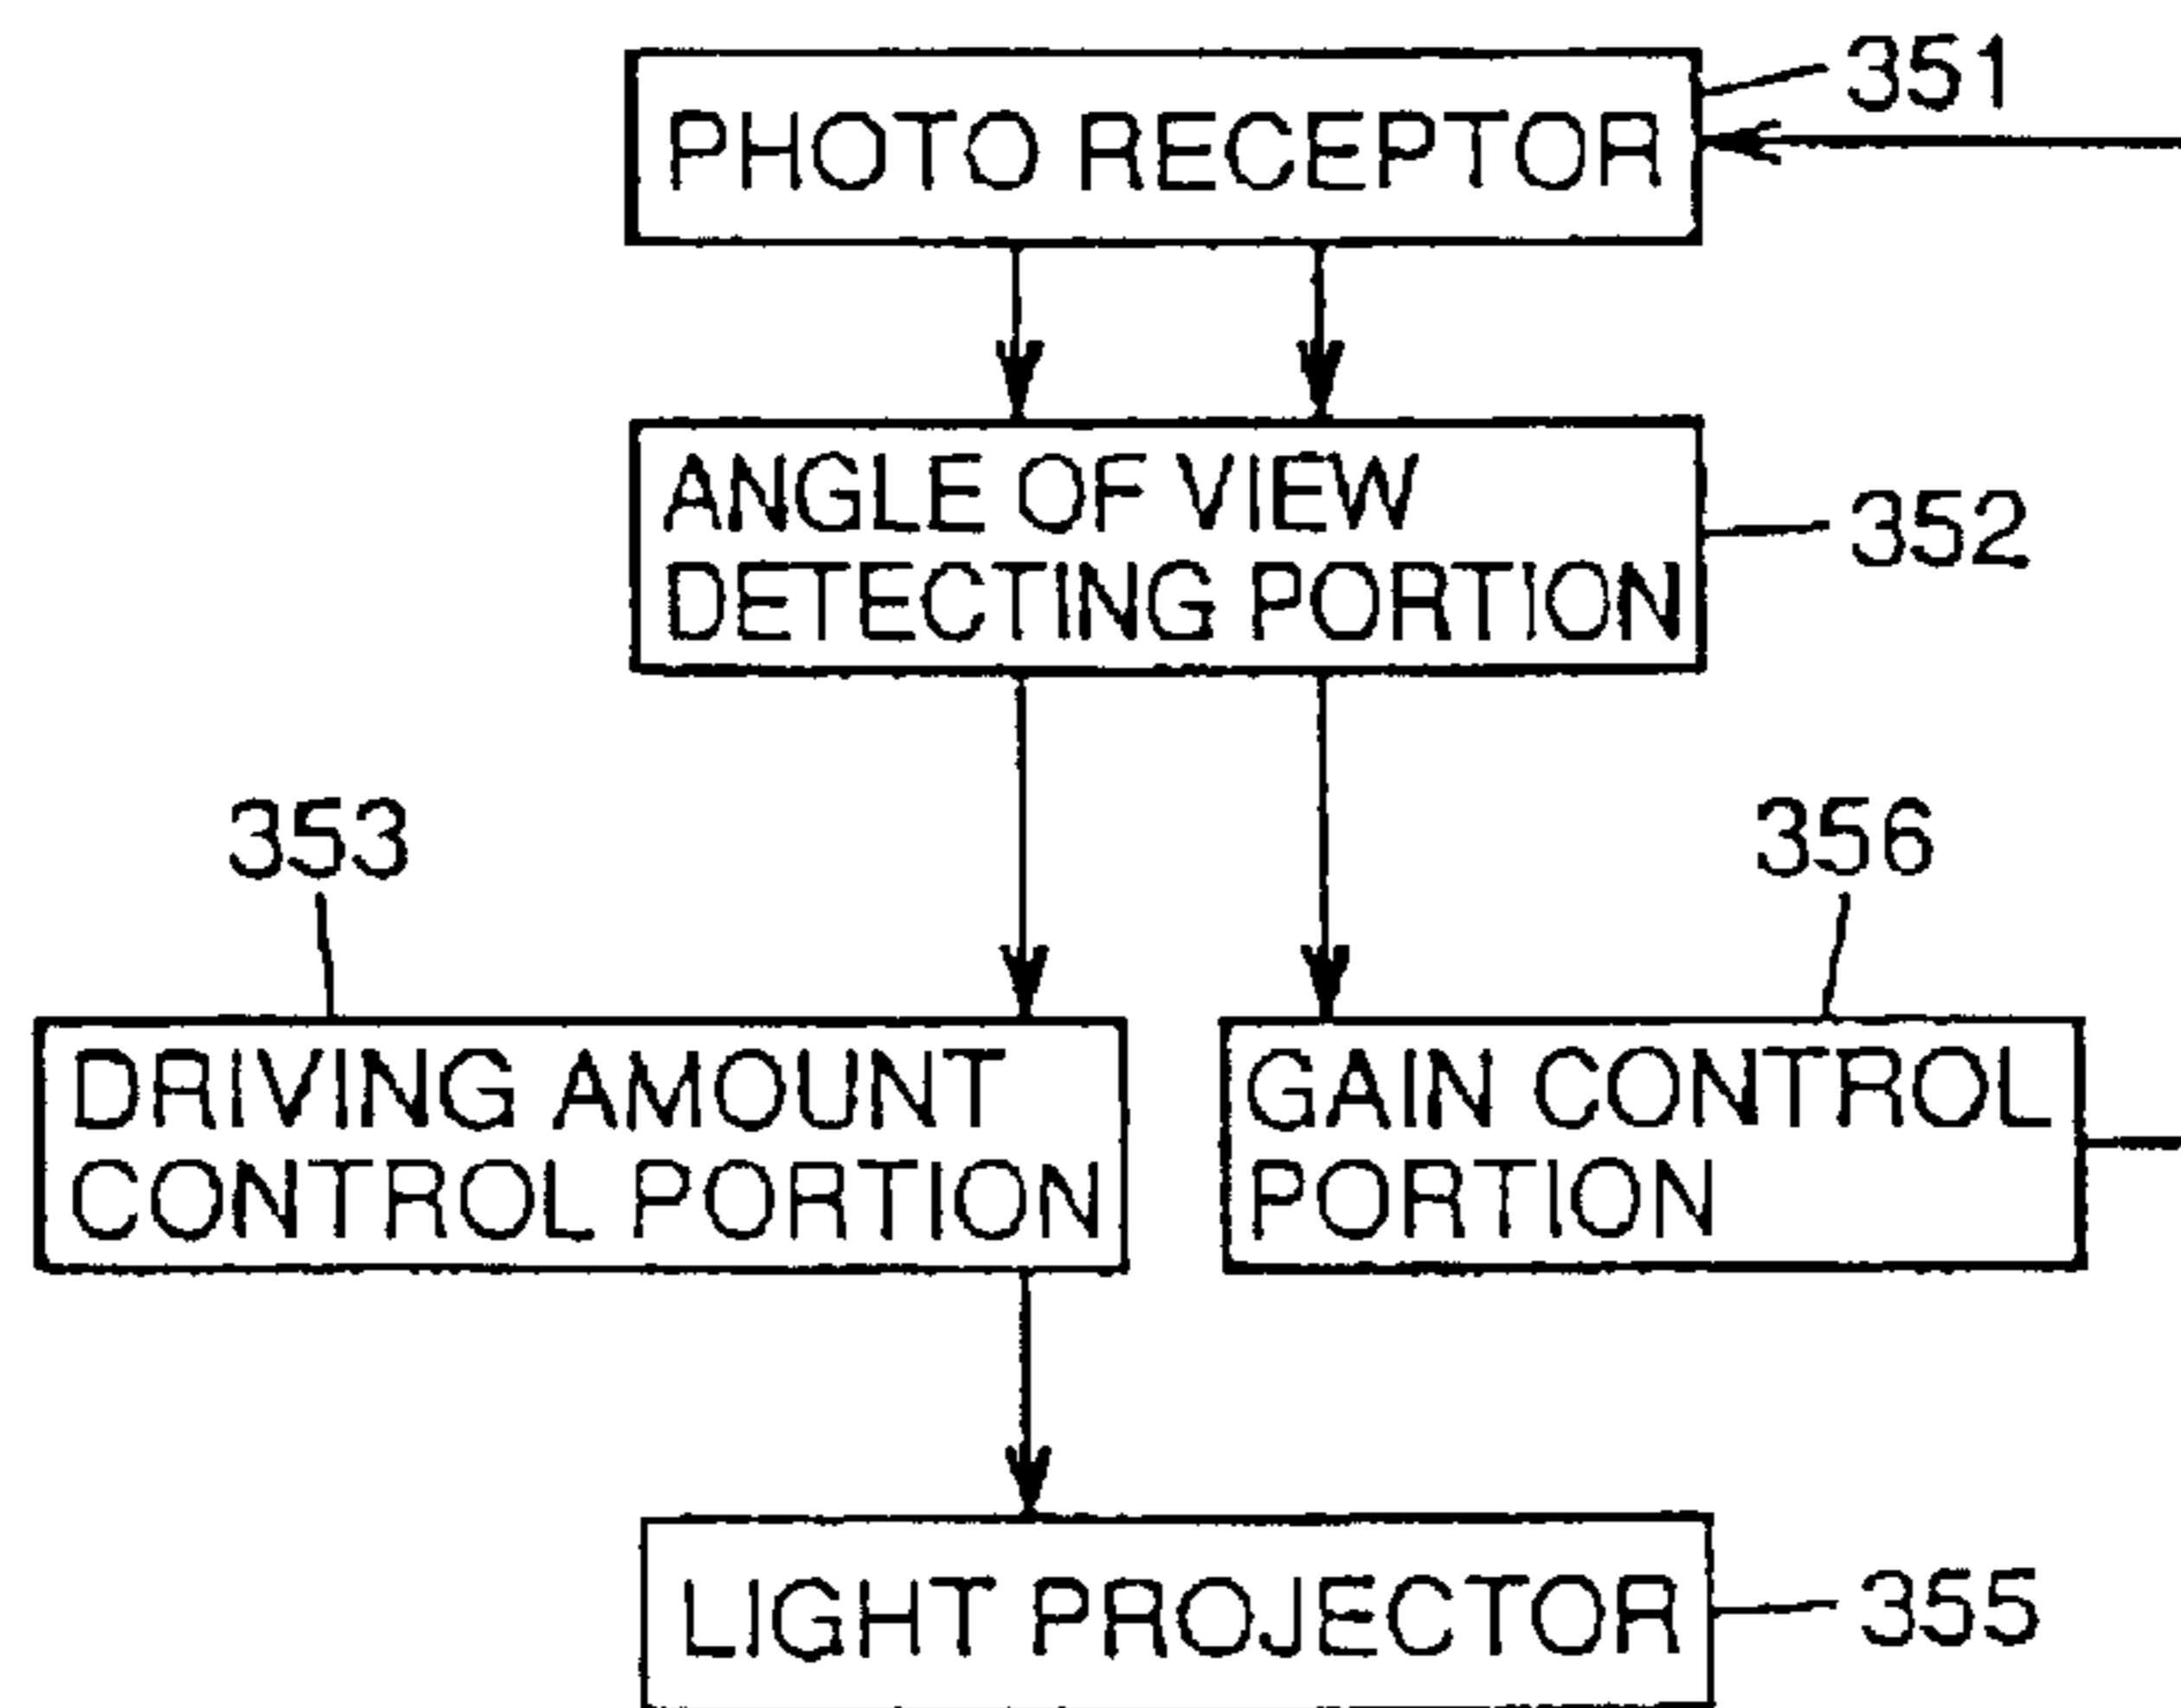 PHOTO RECEPTOR
351
ANGLE OF VIEW
DETECTING PORTION
352
353
356
DRIVING AMOUNT
CONTROL PORTION
GAIN CONTROL
PORTION
LIGHT PROJECTOR
355